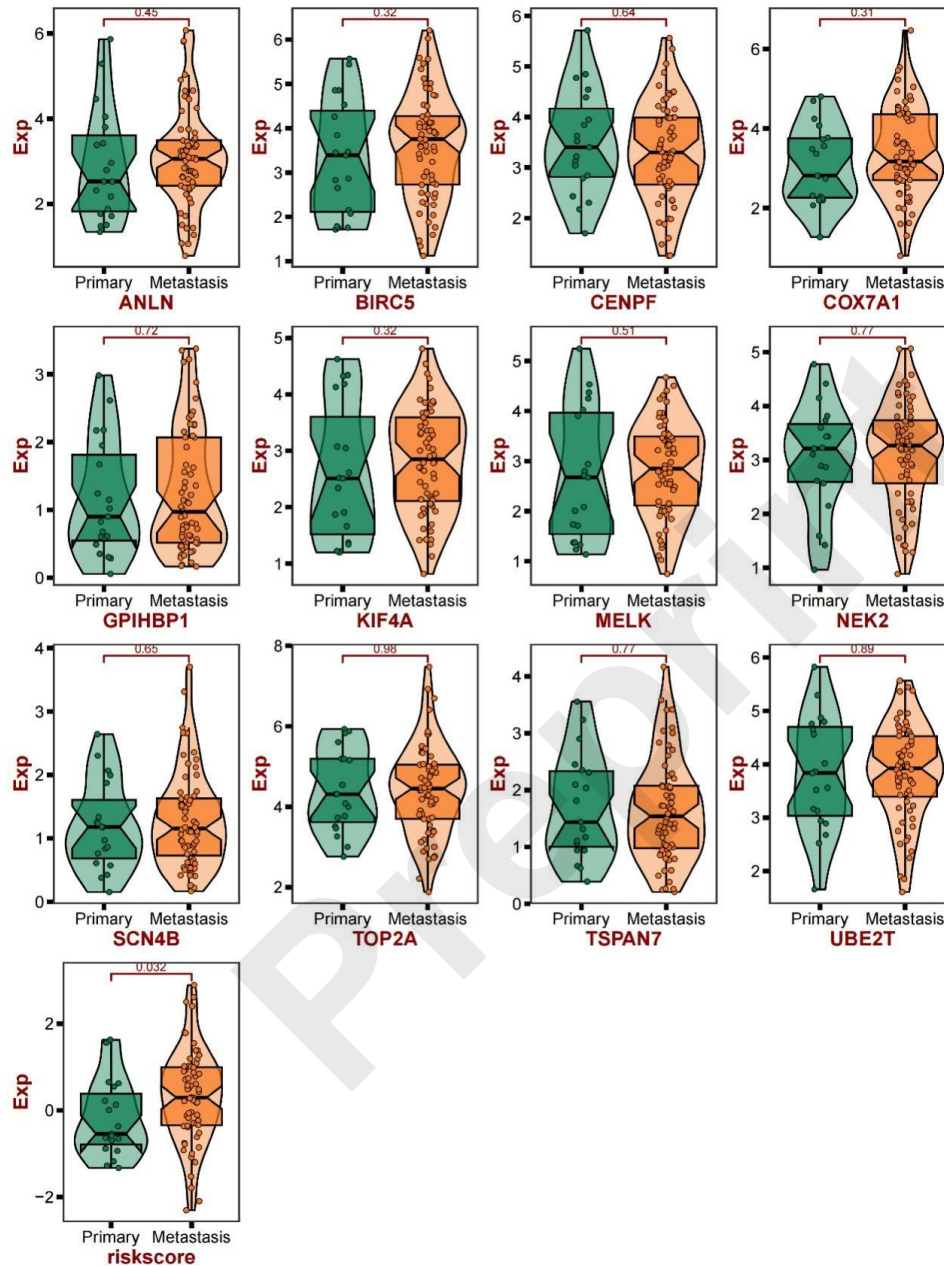 0.45
0.32
0.64
0.31
Exp
6
4
2
Exp
6
5
4
3
2
1
Exp
6
5
4
3
2
Exp
6
4
2
Primary Metastasis
Primary Metastasis
Primary Metastasis
Primary Metastasis
ANLN
BIRC5
CENPF
COX7A1
0.72
0.32
0.51
0.77
Exp
3
2
1
0
Exp
5
4
3
2
1
Exp
5
4
3
2
1
Exp
5
4
3
2
1
Primary Metastasis
Primary Metastasis
Primary Metastasis
Primary Metastasis
GPIHBP1
KIF4A
MELK
NEK2
0.65
0.98
0.77
0.89
Exp
4
3
2
1
0
Exp
8
6
4
2
Exp
4
3
2
1
0
Exp
6
5
4
3
2
Primary Metastasis
Primary Metastasis
Primary Metastasis
Primary Metastasis
SCN4B
TOP2A
TSPAN7
UBE2T
0.032
Exp
2
0
−2
Primary Metastasis
riskscore
Preprint